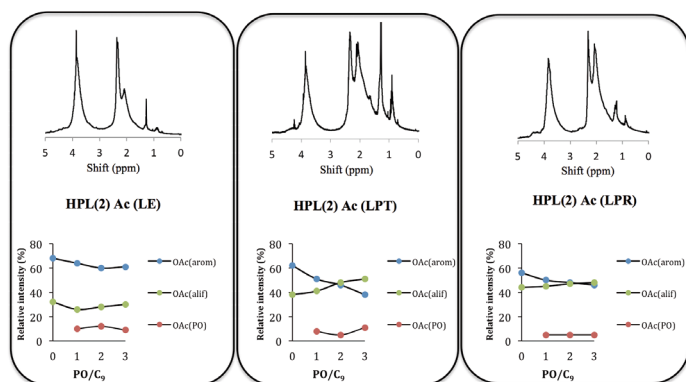 5 4 3 2 1 0
Shift (ppm)
HPL(2) Ac (LE)
Relative intensity (%)
80
60
40
20
0
0 1 2 3
PO/C₉
OAc(arom)
OAc(alif)
OAc(PO)
5 4 3 2 1 0
Shift (ppm)
HPL(2) Ac (LPT)
Relative intensity (%)
80
60
40
20
0
0 1 2 3
PO/C₉
OAc(arom)
OAc(alif)
OAc(PO)
5 4 3 2 1 0
Shift (ppm)
HPL(2) Ac (LPR)
Relative intensity (%)
80
60
40
20
0
0 1 2 3
PO/C₉
OAc(arom)
OAc(alif)
OAc(PO)